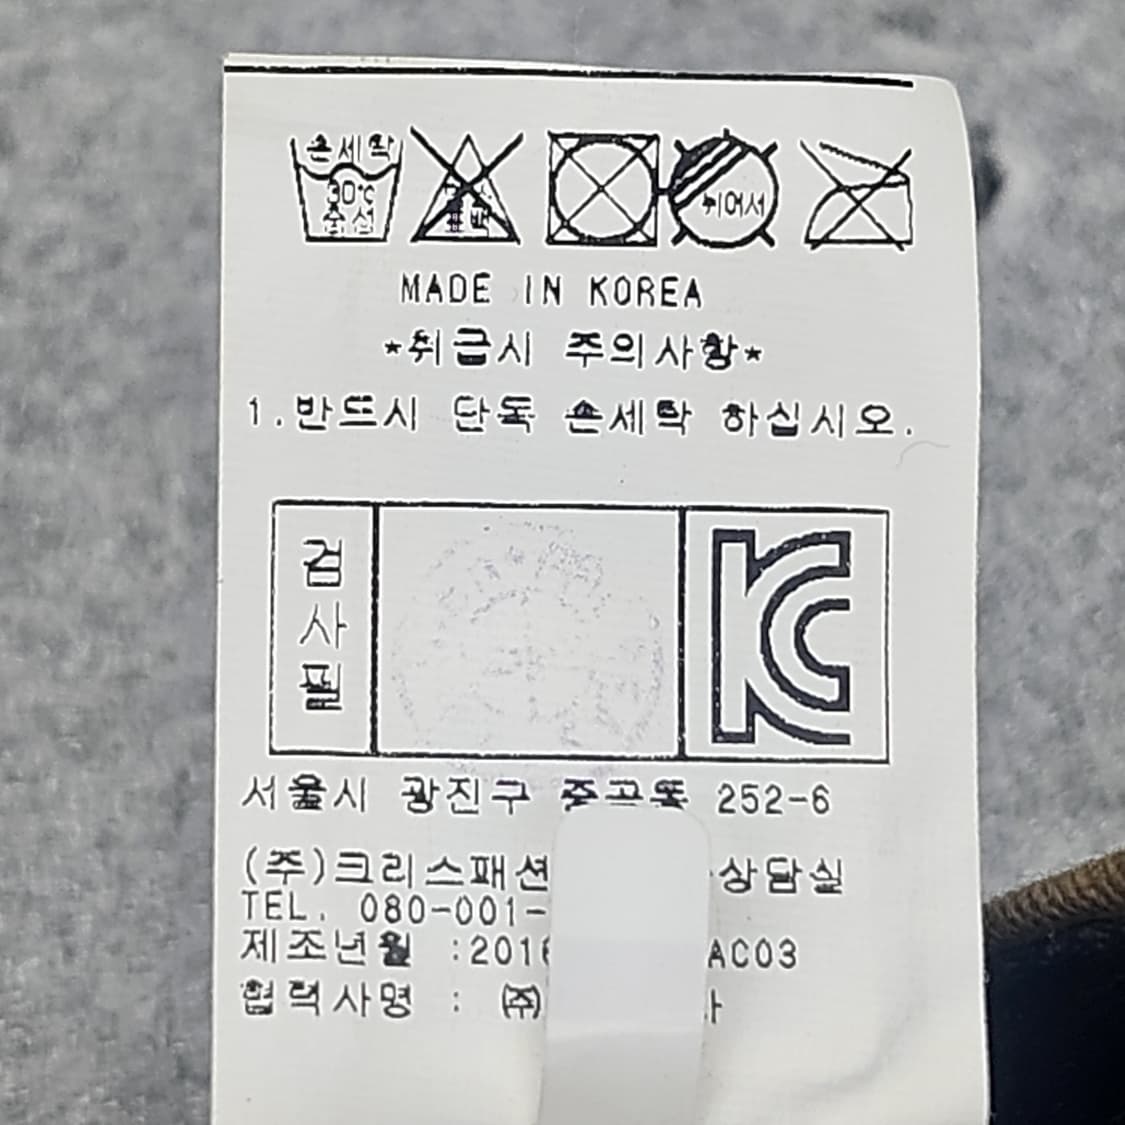 손세탁
30℃
중성
뉘어서
MADE IN KOREA
*취급시 주의사항*
1.반드시 단독 손세탁 하십시오.
검
사
필
KC
서울시 광진구 중곡동 252-6
(주)크리스패션 상담실
TEL. 080-001-
제조년월 :2016 AC03
협력사명 : ㈜